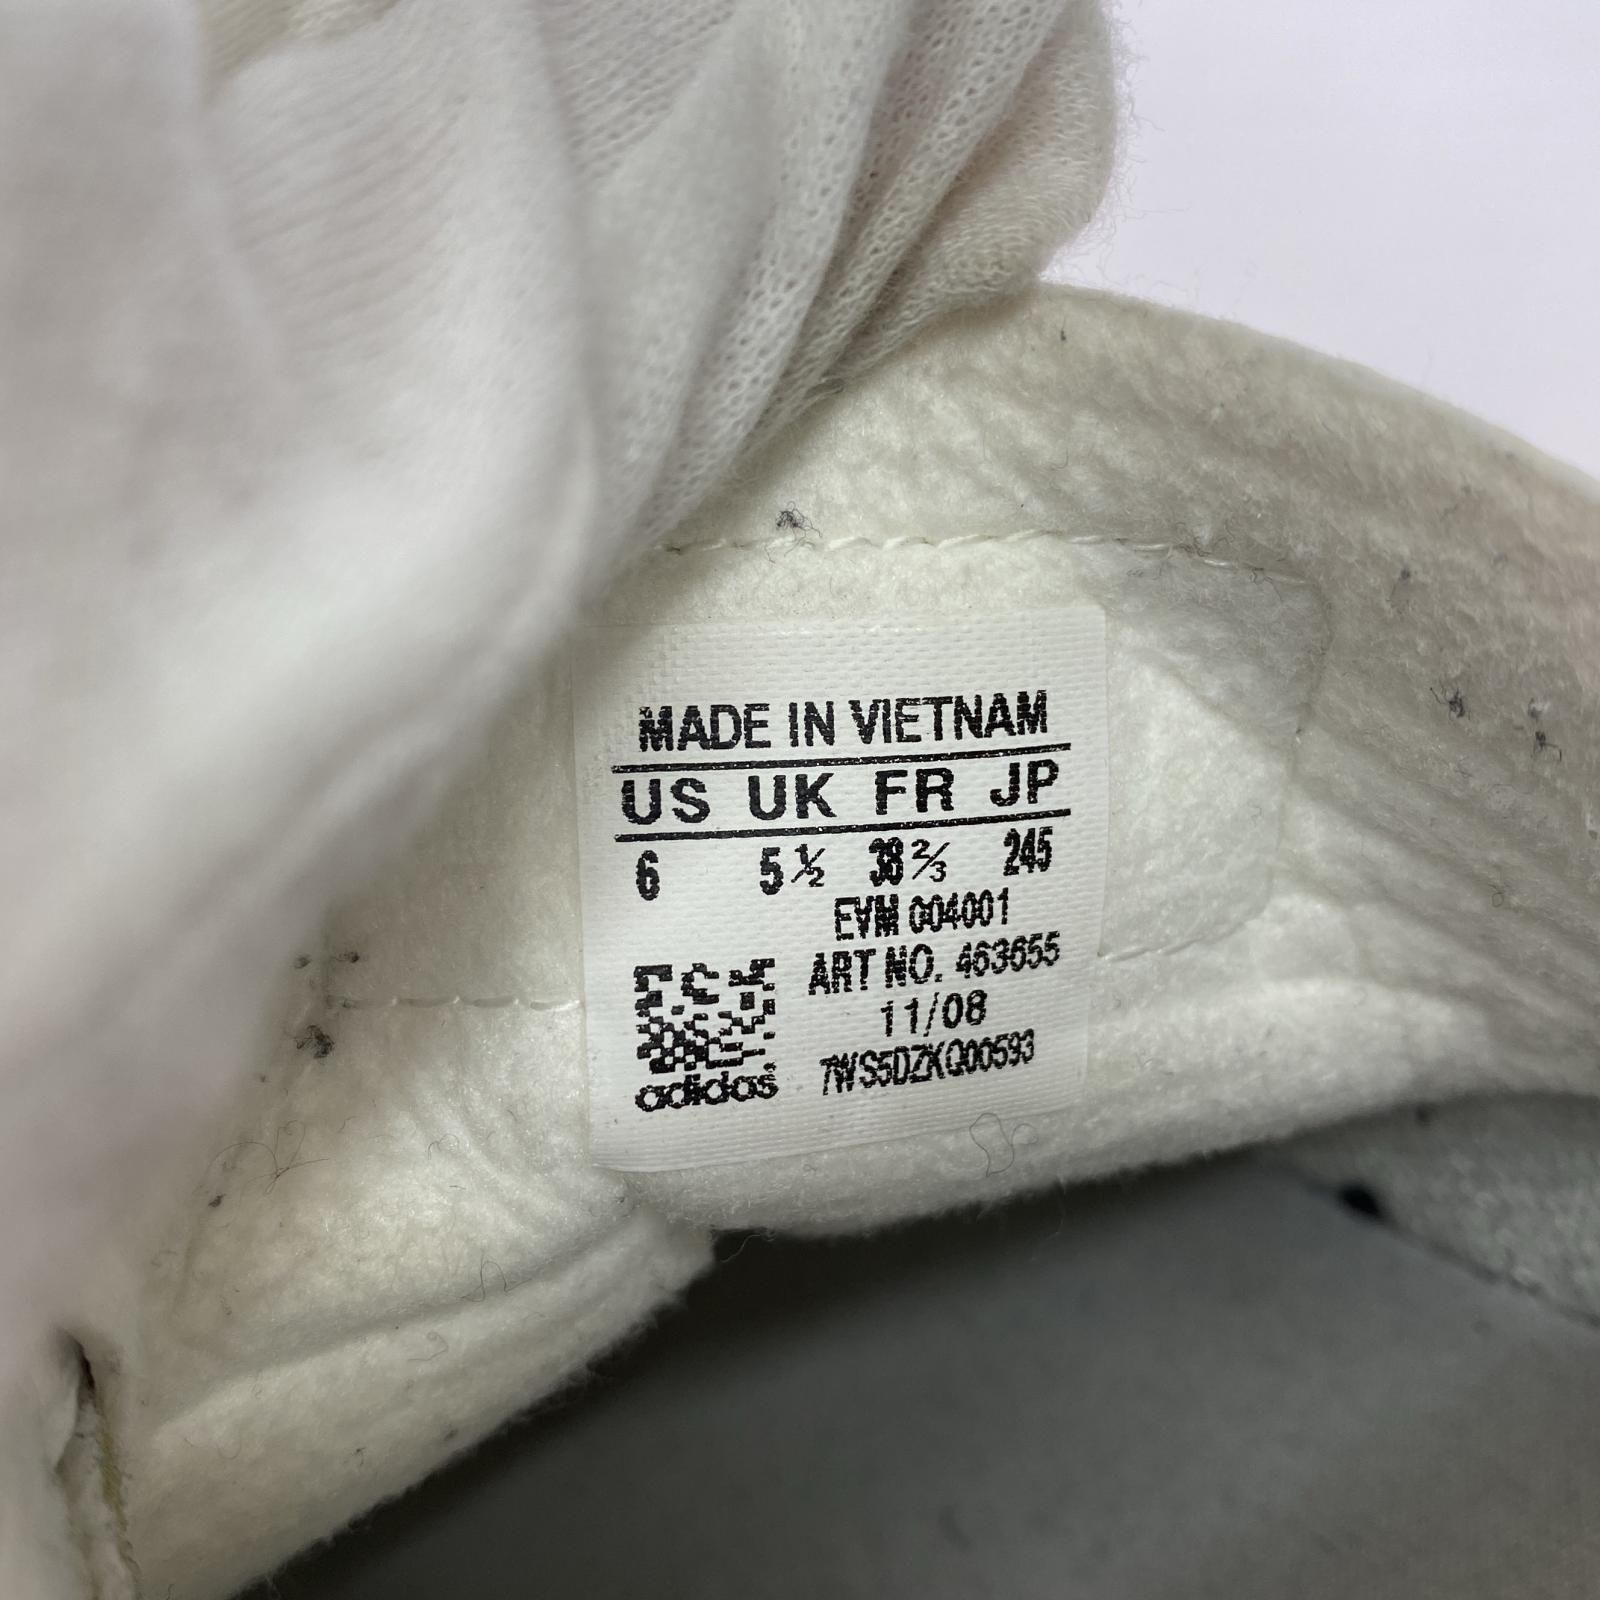 MADE IN VIETNAM
US UK FR JP
6 5½ 38⅔ 245
EVM 004001
ART NO. 463655
11/08
7WS5DZKQ00593
adidas